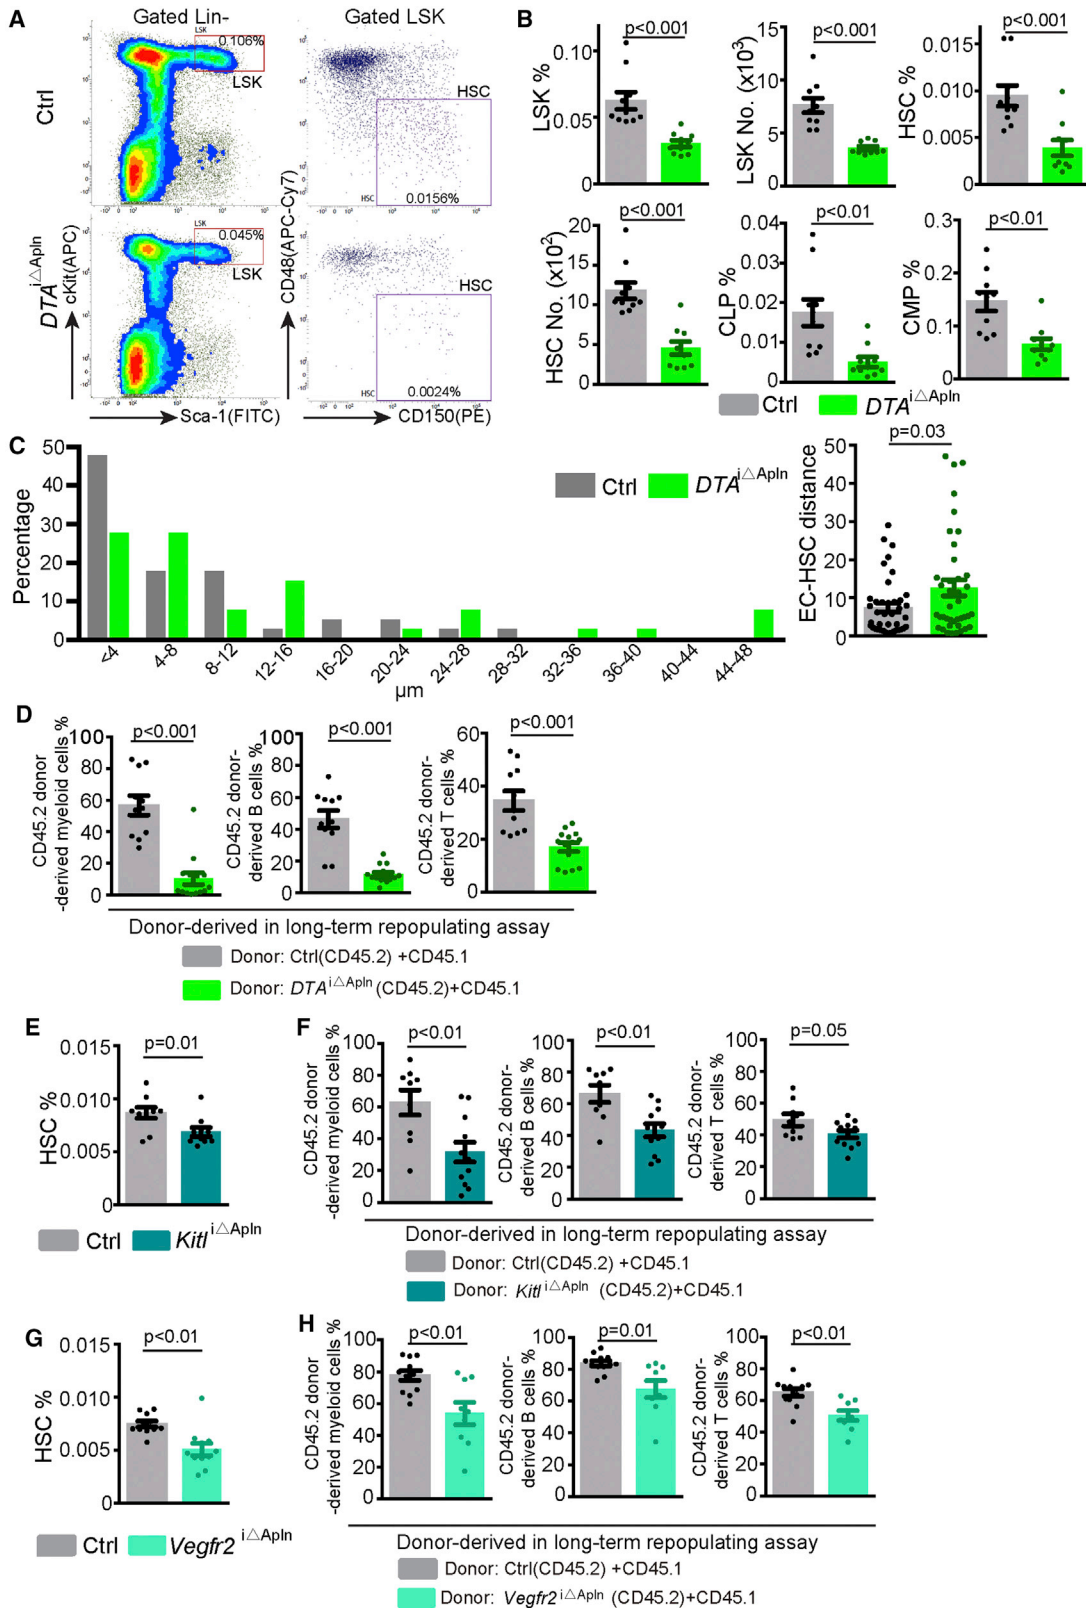 A
Gated Lin-
Gated LSK
Ctrl
LSK
0.106%
LSK
HSC
HSC
0.0156%
DTA i△Apln
cKit(APC)
LSK
0.045%
LSK
CD48(APC-Cy7)
HSC
HSC
0.0024%
Sca-1(FITC)
CD150(PE)
B
p<0.001
LSK %
0.10
0.05
0
p<0.001
LSK No. (x10³)
15
10
5
0
p<0.001
HSC %
0.015
0.010
0.005
0
p<0.001
HSC No. (x10²)
20
10
0
p<0.01
CLP %
0.04
0.03
0.02
0.01
0
p<0.01
CMP %
0.3
0.2
0.1
0
Ctrl
DTA i△Apln
C
Percentage
50
40
30
20
10
0
<4
4-8
8-12
12-16
16-20
20-24
24-28
28-32
32-36
36-40
40-44
44-48
µm
Ctrl
DTA i△Apln
p=0.03
EC-HSC distance
50
40
30
20
10
0
D
p<0.001
CD45.2 donor
-derived myeloid cells %
100
80
60
40
20
0
p<0.001
CD45.2 donor-
derived B cells %
100
80
60
40
20
0
p<0.001
CD45.2 donor-
derived T cells %
60
40
20
0
Donor-derived in long-term repopulating assay
Donor: Ctrl(CD45.2) +CD45.1
Donor: DTA i△Apln (CD45.2)+CD45.1
E
p=0.01
HSC %
0.015
0.010
0.005
0
Ctrl
Kitl i△Apln
F
p<0.01
CD45.2 donor
-derived myeloid cells %
100
80
60
40
20
0
p<0.01
CD45.2 donor-
derived B cells %
100
80
60
40
20
0
p=0.05
CD45.2 donor-
derived T cells %
100
80
60
40
20
0
Donor-derived in long-term repopulating assay
Donor: Ctrl(CD45.2) +CD45.1
Donor: Kitl i△Apln (CD45.2)+CD45.1
G
p<0.01
HSC %
0.015
0.010
0.005
0
Ctrl
Vegfr2 i△Apln
H
p<0.01
CD45.2 donor
-derived myeloid cells %
100
80
60
40
20
0
p=0.01
CD45.2 donor-
derived B cells %
100
80
60
40
20
0
p<0.01
CD45.2 donor-
derived T cells %
100
80
60
40
20
0
Donor-derived in long-term repopulating assay
Donor: Ctrl(CD45.2) +CD45.1
Donor: Vegfr2 i△Apln (CD45.2)+CD45.1